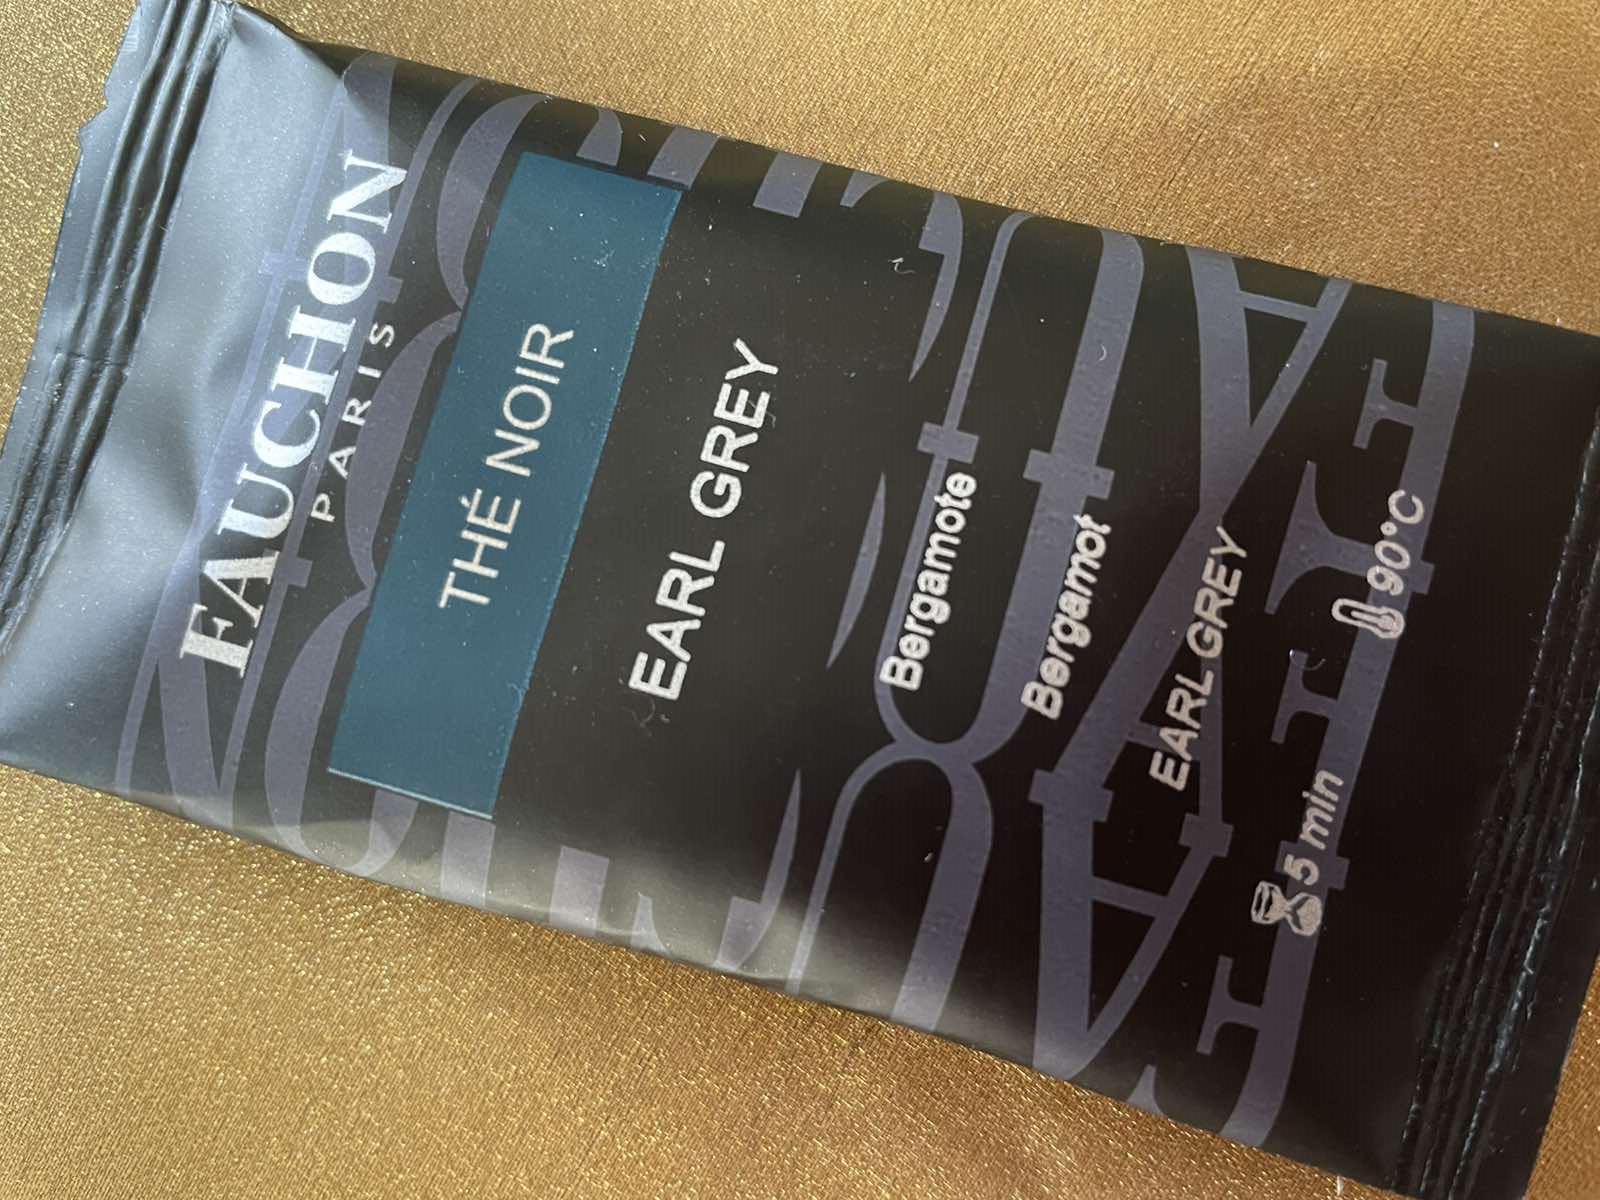 FAUCHON
PARIS
THÉ NOIR
EARL GREY
Bergamote
Bergamot
EARL GREY
5 min 90°C